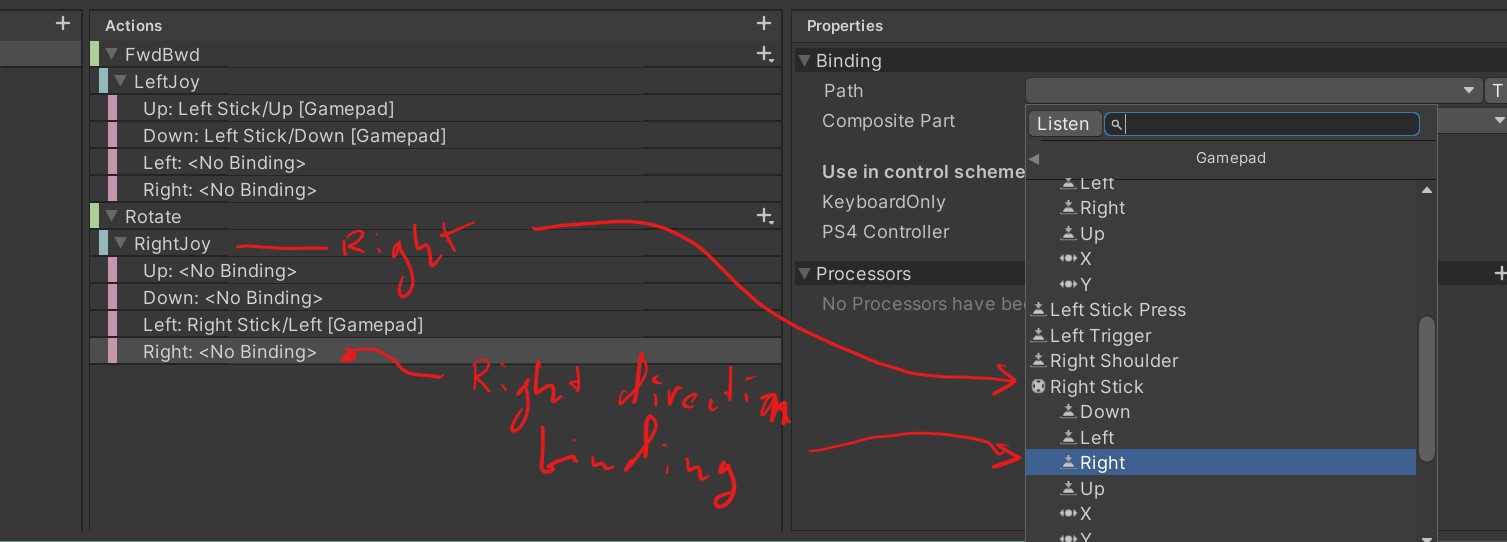 Actions
FwdBwd
LeftJoy
Up: Left Stick/Up [Gamepad]
Down: Left Stick/Down [Gamepad]
Left: <No Binding>
Right: <No Binding>
Rotate
RightJoy
Right
Up: <No Binding>
Down: <No Binding>
Left: Right Stick/Left [Gamepad]
Right: <No Binding>
Right direction
binding
Properties
Binding
Path
T
Composite Part
Use in control scheme
KeyboardOnly
PS4 Controller
Processors
No Processors have bee
Listen
Gamepad
Left
Right
Up
X
Y
Left Stick Press
Left Trigger
Right Shoulder
Right Stick
Down
Left
Right
Up
X
Y